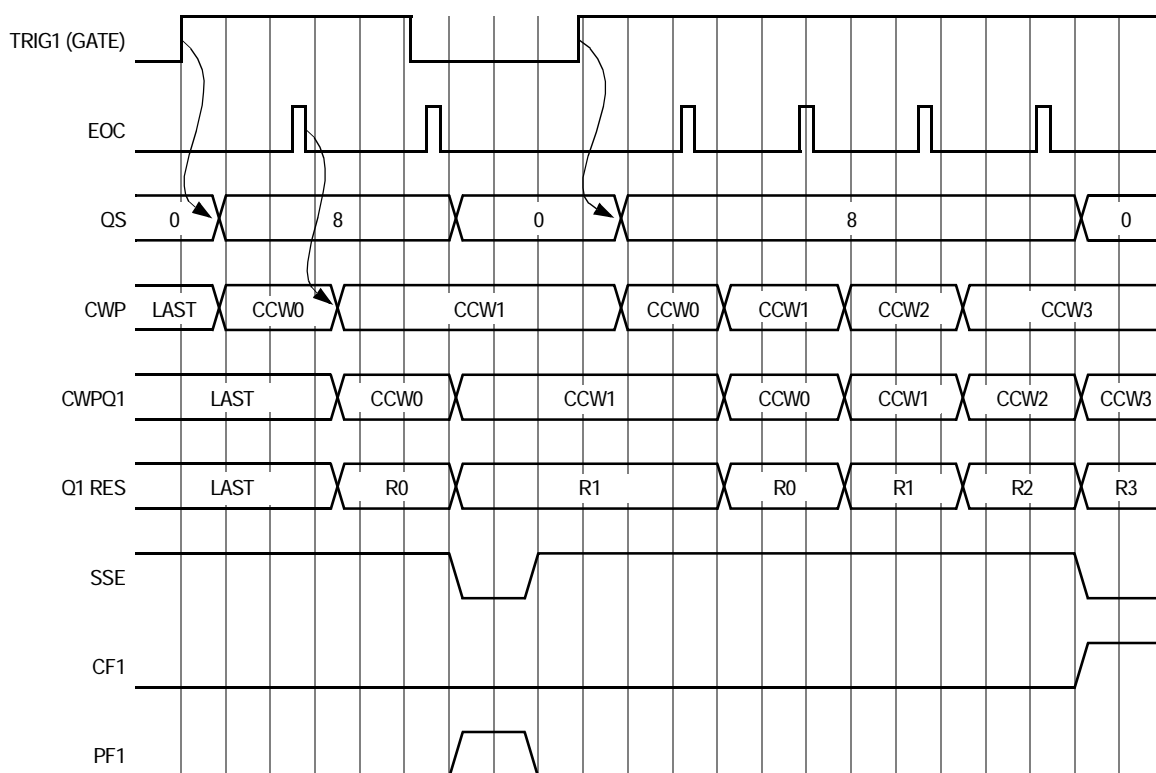 TRIG1 (GATE)
EOC
QS 0 8 0 8 0
CWP LAST CCW0 CCW1 CCW0 CCW1 CCW2 CCW3
CWPQ1 LAST CCW0 CCW1 CCW0 CCW1 CCW2 CCW3
Q1 RES LAST R0 R1 R0 R1 R2 R3
SSE
CF1
PF1